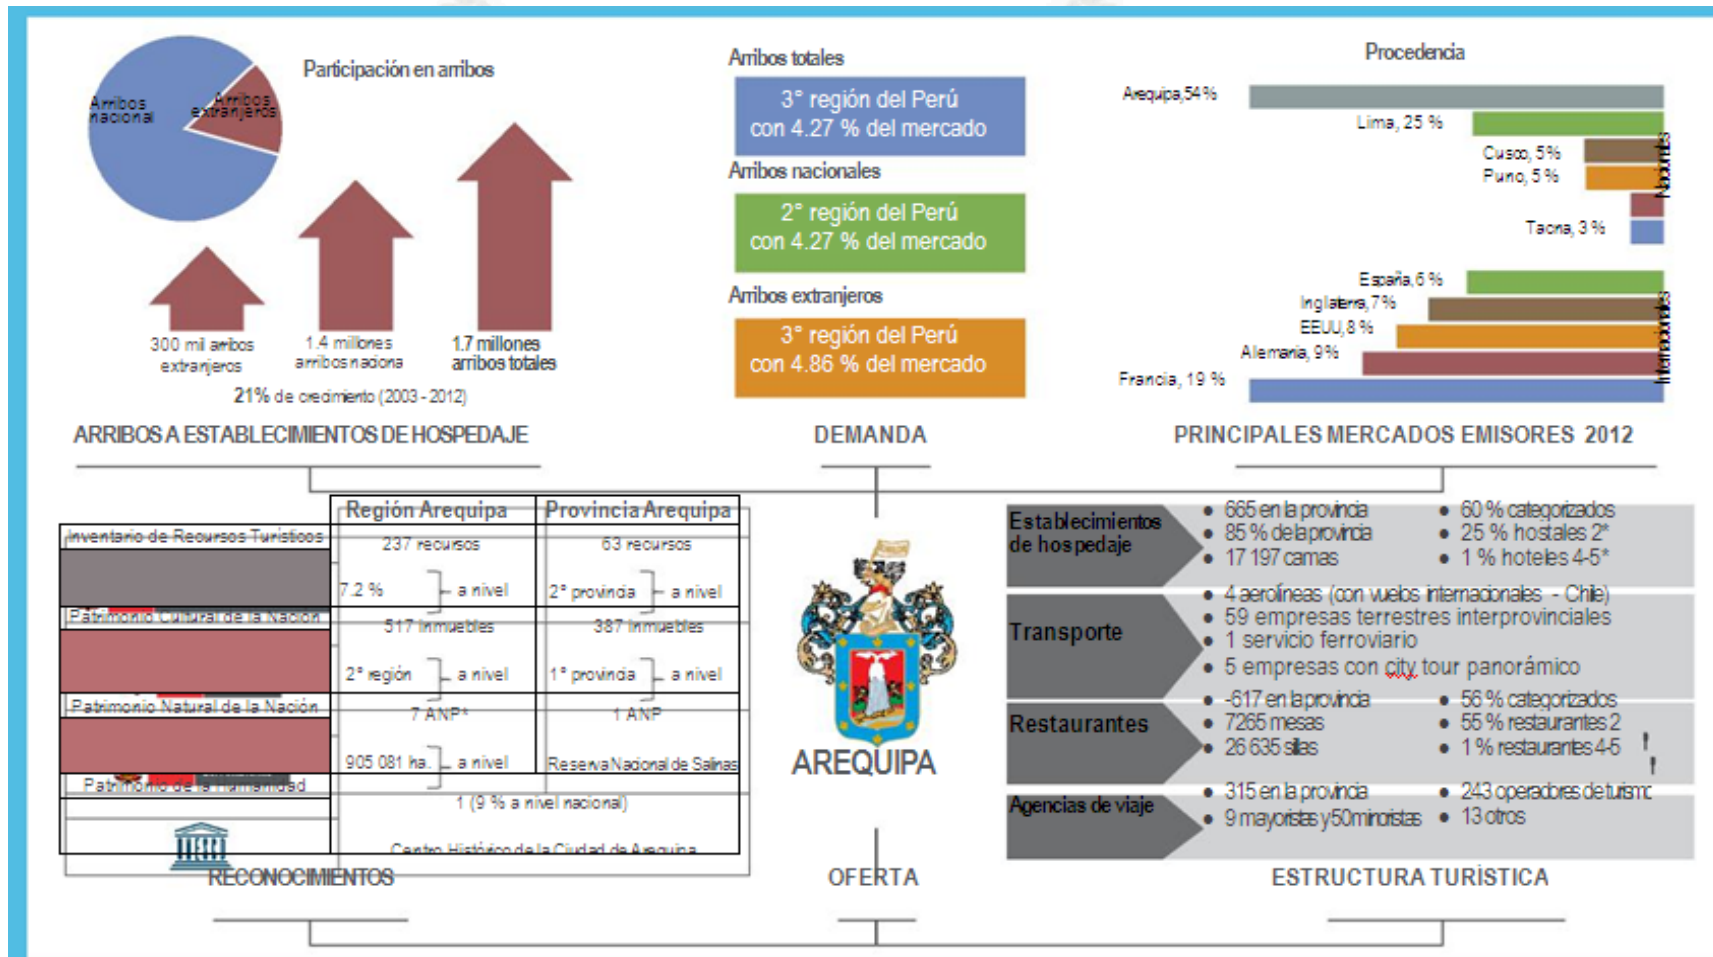 Participación en arribos
Arribos
nacional
Arribos
extranjeros
300 mil arribos
extranjeros
1.4 millones
arribos naciona
1.7 millones
arribos totales
21% de crecimiento (2003 - 2012)
ARRIBOS A ESTABLECIMIENTOS DE HOSPEDAJE
Arribos totales
3° región del Perú
con 4.27 % del mercado
Arribos nacionales
2° región del Perú
con 4.27 % del mercado
Arribos extranjeros
3° región del Perú
con 4.86 % del mercado
DEMANDA
Procedencia
Arequipa, 54 %
Lima, 25 %
Cusco, 5 %
Puno, 5 %
Tacna, 3 %
Nacionales
España, 6 %
Inglaterra, 7 %
EEUU, 8 %
Alemania, 9%
Francia, 19 %
Internacionales
PRINCIPALES MERCADOS EMISORES 2012
Región Arequipa
Provincia Arequipa
Inventario de Recursos Turísticos
237 recursos
63 recursos
7.2 %
a nivel
2° provincia
a nivel
Patrimonio Cultural de la Nación
517 inmuebles
387 inmuebles
2° región
a nivel
1° provincia
a nivel
Patrimonio Natural de la Nación
7 ANP*
1 ANP
905 081 ha.
a nivel
Reserva Nacional de Salinas
Patrimonio de la Humanidad
1 (9 % a nivel nacional)
Centro Histórico de la Ciudad de Arequipa
RECONOCIMIENTOS
AREQUIPA
OFERTA
Establecimientos
de hospedaje
● 665 en la provincia
● 85 % de la provincia
● 17 197 camas
● 60 % categorizados
● 25 % hostales 2*
● 1 % hoteles 4-5*
Transporte
● 4 aerolíneas (con vuelos internacionales - Chile)
● 59 empresas terrestres interprovinciales
● 1 servicio ferroviario
● 5 empresas con city tour panorámico
Restaurantes
● -617 en la provincia
● 7265 mesas
● 26 635 sillas
● 56 % categorizados
● 55 % restaurantes 2
● 1 % restaurantes 4-5
Agencias de viaje
● 315 en la provincia
● 9 mayoristas y 50 minoristas
● 243 operadores de turismo
● 13 otros
ESTRUCTURA TURÍSTICA